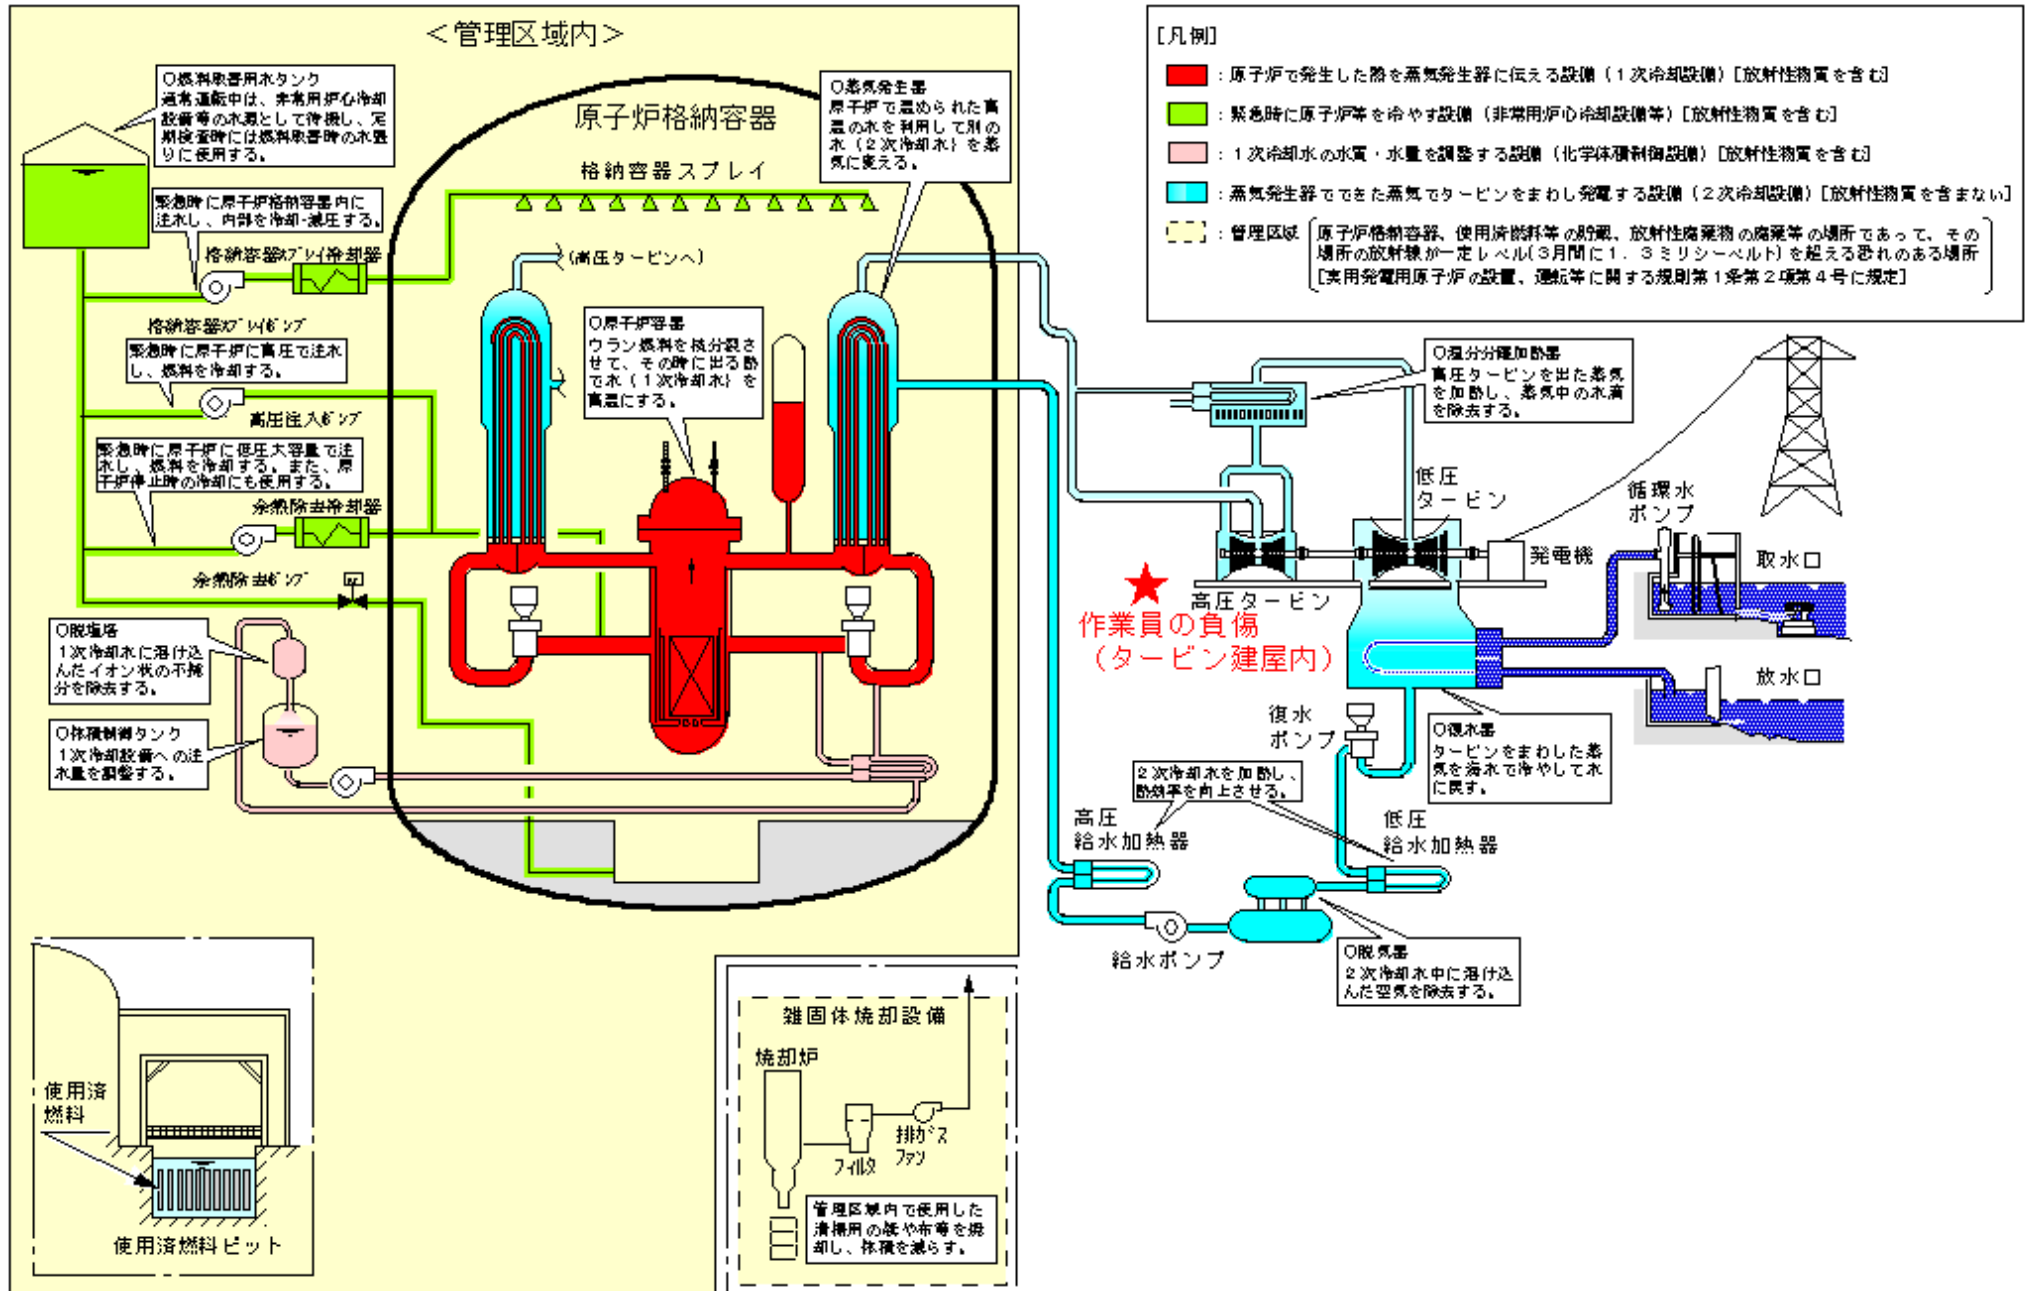 ＜管理区域内＞
○燃料取替用水タンク
通常運転中は、非常用炉心冷却
設備等の水源として待機し、定
期検査時には燃料取替時の水張
りに使用する。
緊急時に原子炉格納容器内に
注水し、内部を冷却・減圧する。
格納容器ｽﾌﾟﾚｲ冷却器
格納容器ｽﾌﾟﾚｲﾎﾟﾝﾌﾟ
緊急時に原子炉に高圧で注水
し、燃料を冷却する。
高圧注入ﾎﾟﾝﾌﾟ
緊急時に原子炉に低圧大容量で注
水し、燃料を冷却する。また、原
子炉停止時の冷却にも使用する。
余熱除去冷却器
余熱除去ﾎﾟﾝﾌﾟ
○脱塩塔
１次冷却水に溶け込
んだイオン状の不純
分を除去する。
○体積制御タンク
１次冷却設備への注
水量を調整する。
原子炉格納容器
格納容器スプレイ
(高圧タービンへ)
○蒸気発生器
原子炉で温められた高
温の水を利用して別の
水（２次冷却水）を蒸
気に変える。
○原子炉容器
ウラン燃料を核分裂さ
せて、その時に出る熱
で水（１次冷却水）を
高温にする。
［凡例］
：原子炉で発生した熱を蒸気発生器に伝える設備（１次冷却設備）［放射性物質を含む］
：緊急時に原子炉等を冷やす設備（非常用炉心冷却設備等）［放射性物質を含む］
：１次冷却水の水質・水量を調整する設備（化学体積制御設備）［放射性物質を含む］
：蒸気発生器でできた蒸気でタービンをまわし発電する設備（２次冷却設備）［放射性物質を含まない］
：管理区域
原子炉格納容器、使用済燃料等の貯蔵、放射性廃棄物の廃棄等の場所であって、その
場所の放射線が一定レベル(３月間に１．３ミリシーベルト)を超える恐れのある場所
［実用発電用原子炉の設置、運転等に関する規則第１条第２項第４号に規定］
○湿分分離加熱器
高圧タービンを出た蒸気
を加熱し、蒸気中の水滴
を除去する。
低圧
タービン
循環水
ポンプ
発電機
取水口
高圧タービン
★
作業員の負傷
（タービン建屋内）
放水口
復水
ポンプ
○復水器
タービンをまわした蒸
気を海水で冷やして水
に戻す。
２次冷却水を加熱し、
熱効率を向上させる。
高圧
給水加熱器
低圧
給水加熱器
給水ポンプ
○脱気器
２次冷却水中に溶け込
んだ空気を除去する。
使用済
燃料
使用済燃料ピット
雑固体焼却設備
焼却炉
フィルタ
排ｶﾞｽ
ファン
管理区域内で使用した
清掃用の紙や布等を焼
却し、体積を減らす。